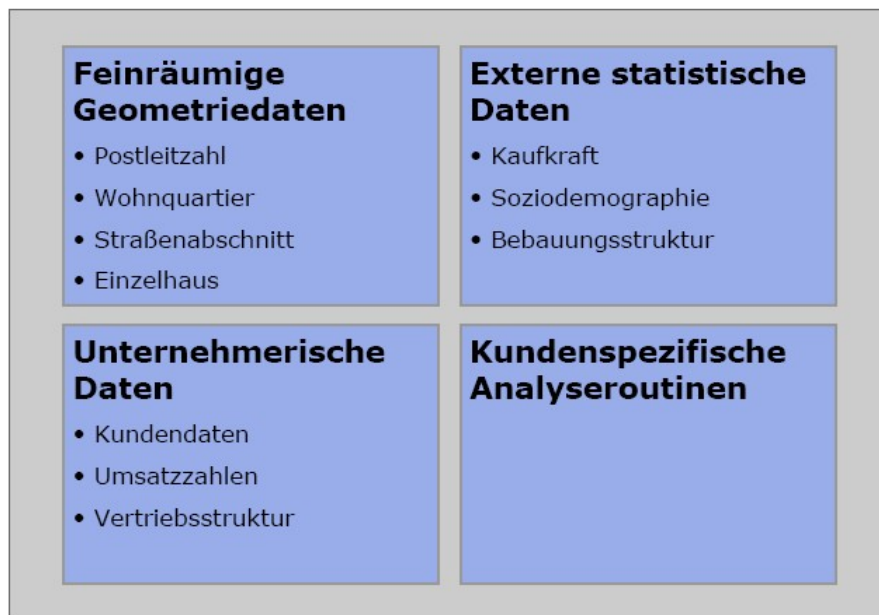 Feinräumige
Geometriedaten
• Postleitzahl
• Wohnquartier
• Straßenabschnitt
• Einzelhaus
Externe statistische
Daten
• Kaufkraft
• Soziodemographie
• Bebauungsstruktur
Unternehmerische
Daten
• Kundendaten
• Umsatzzahlen
• Vertriebsstruktur
Kundenspezifische
Analyseroutinen